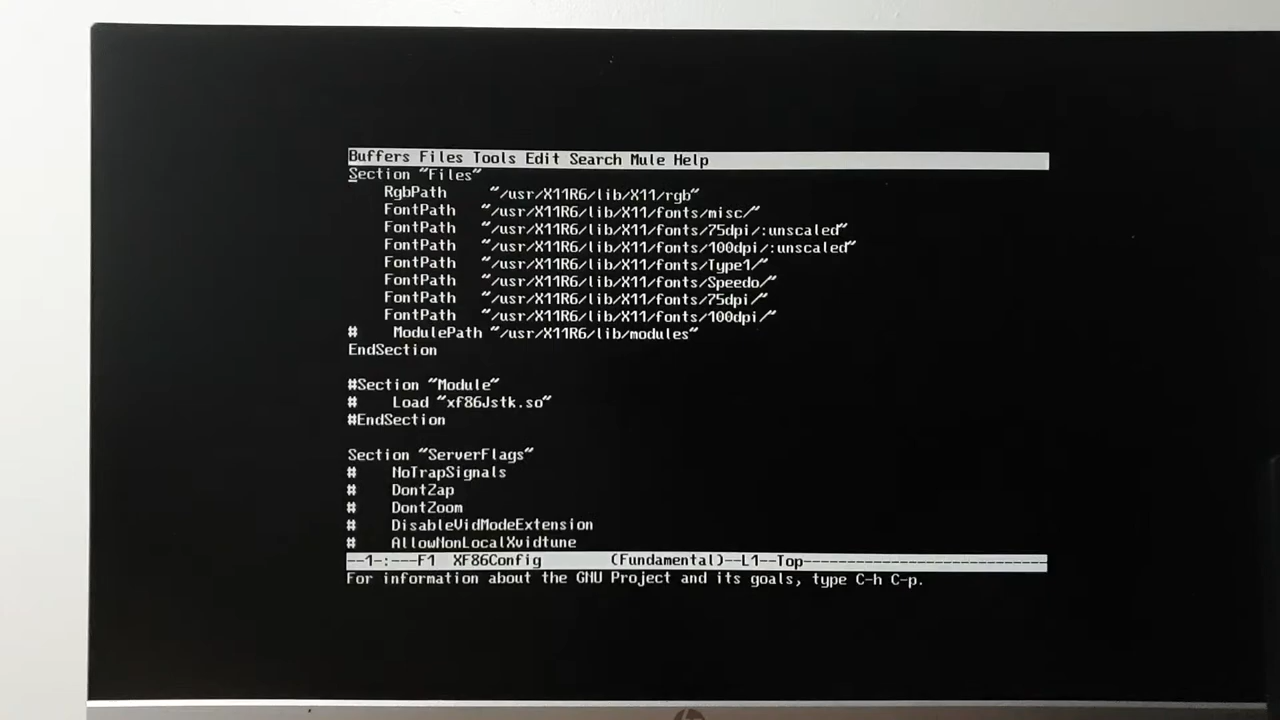 Buffers Files Tools Edit Search Mule Help
Section "Files"
    RgbPath     "/usr/X11R6/lib/X11/rgb"
    FontPath   "/usr/X11R6/lib/X11/fonts/misc/"
    FontPath   "/usr/X11R6/lib/X11/fonts/75dpi/:unscaled"
    FontPath   "/usr/X11R6/lib/X11/fonts/100dpi/:unscaled"
    FontPath   "/usr/X11R6/lib/X11/fonts/Type1/"
    FontPath   "/usr/X11R6/lib/X11/fonts/Speedo/"
    FontPath   "/usr/X11R6/lib/X11/fonts/75dpi/"
    FontPath   "/usr/X11R6/lib/X11/fonts/100dpi/"
#    ModulePath "/usr/X11R6/lib/modules"
EndSection
#Section "Module"
#    Load "xf86Jstk.so"
#EndSection
Section "ServerFlags"
#    NoTrapSignals
#    DontZap
#    DontZoom
#    DisableVidModeExtension
#    AllowNonLocalXvidtune
--1-:---F1  XF86Config        (Fundamental)--L1--Top----------------------------
For information about the GNU Project and its goals, type C-h C-p.